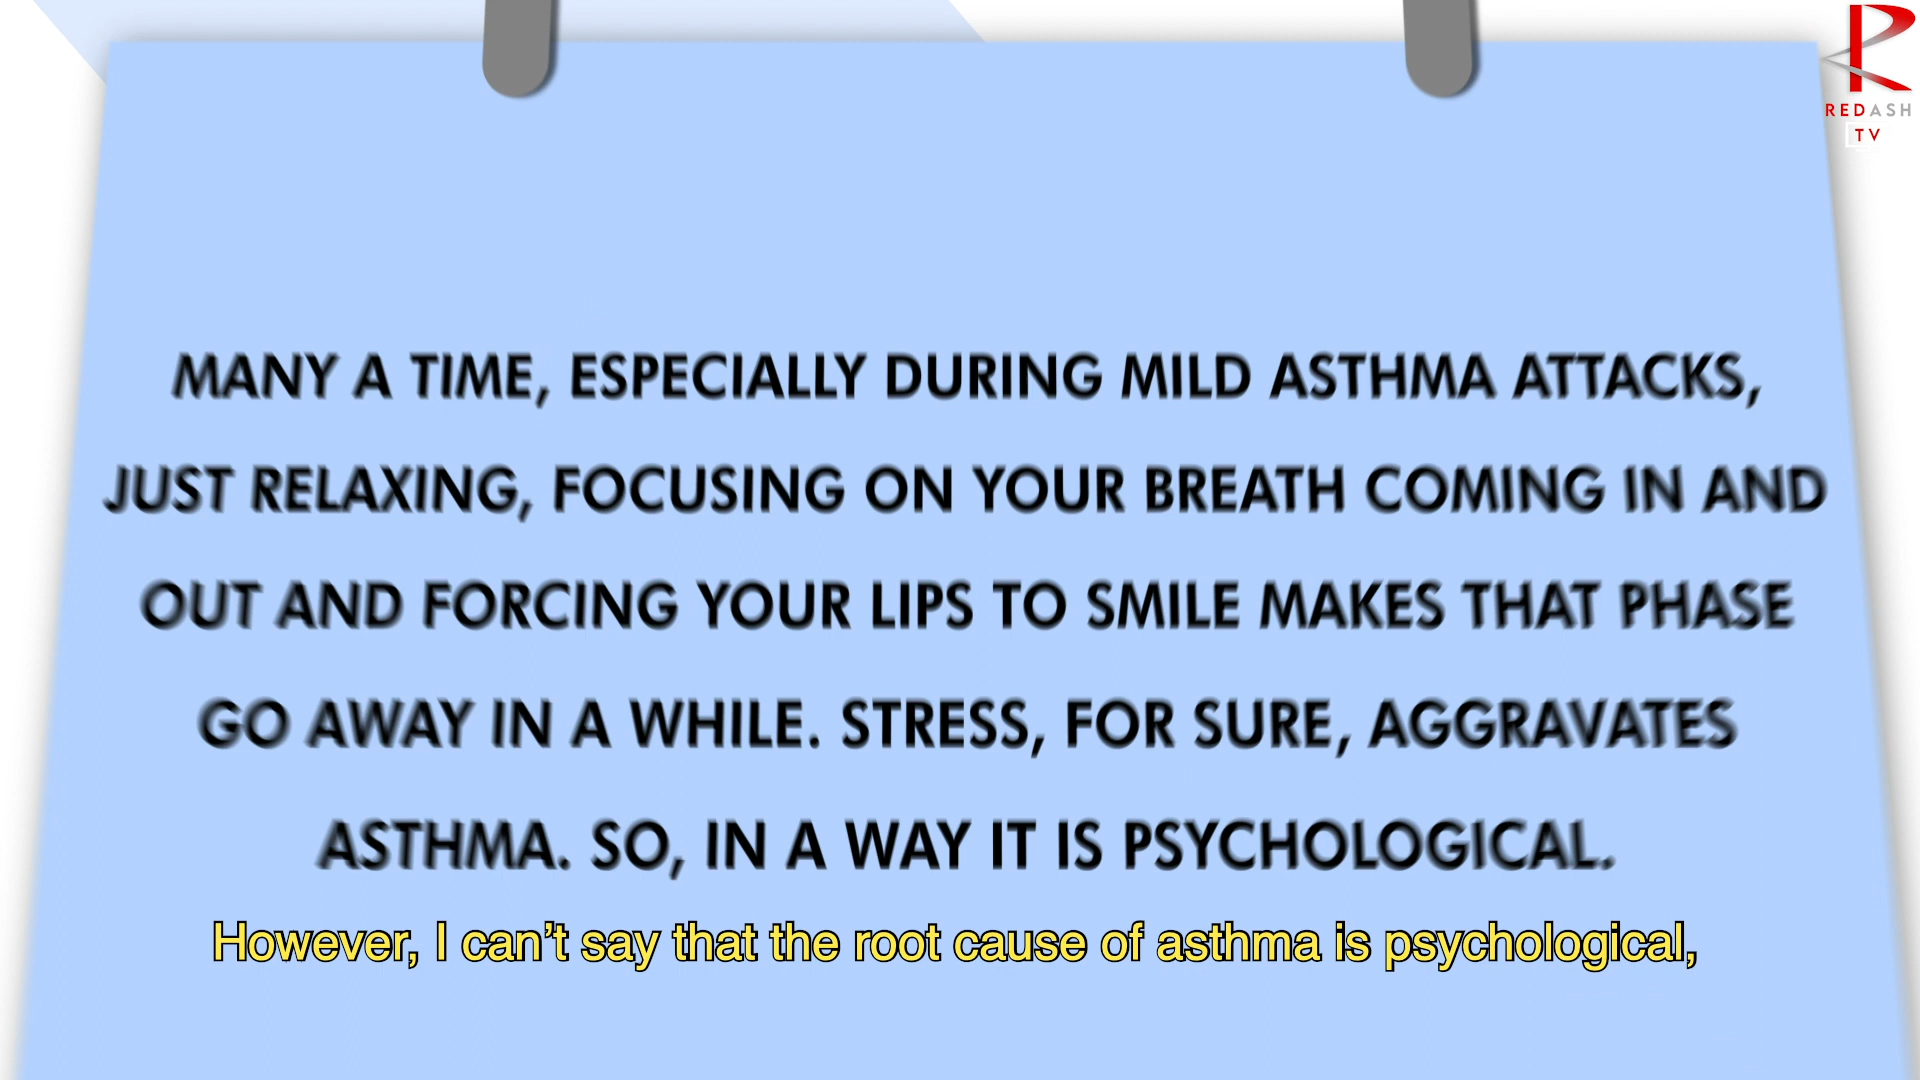 REDASH
TV
MANY A TIME, ESPECIALLY DURING MILD ASTHMA ATTACKS,
JUST RELAXING, FOCUSING ON YOUR BREATH COMING IN AND
OUT AND FORCING YOUR LIPS TO SMILE MAKES THAT PHASE
GO AWAY IN A WHILE. STRESS, FOR SURE, AGGRAVATES
ASTHMA. SO, IN A WAY IT IS PSYCHOLOGICAL.
However, I can't say that the root cause of asthma is psychological,